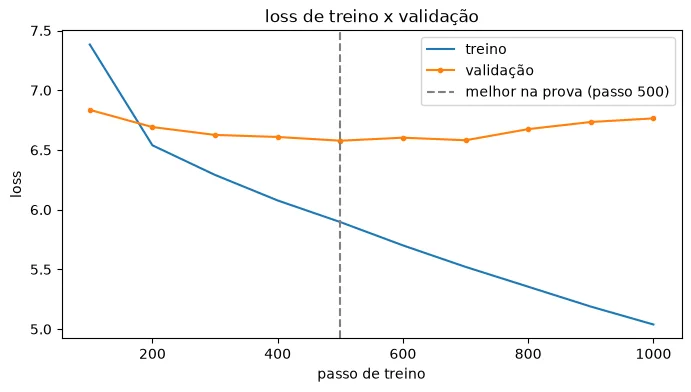 loss de treino x validação
7.5
7.0
6.5
6.0
5.5
5.0
loss
treino
validação
melhor na prova (passo 500)
200
400
600
800
1000
passo de treino